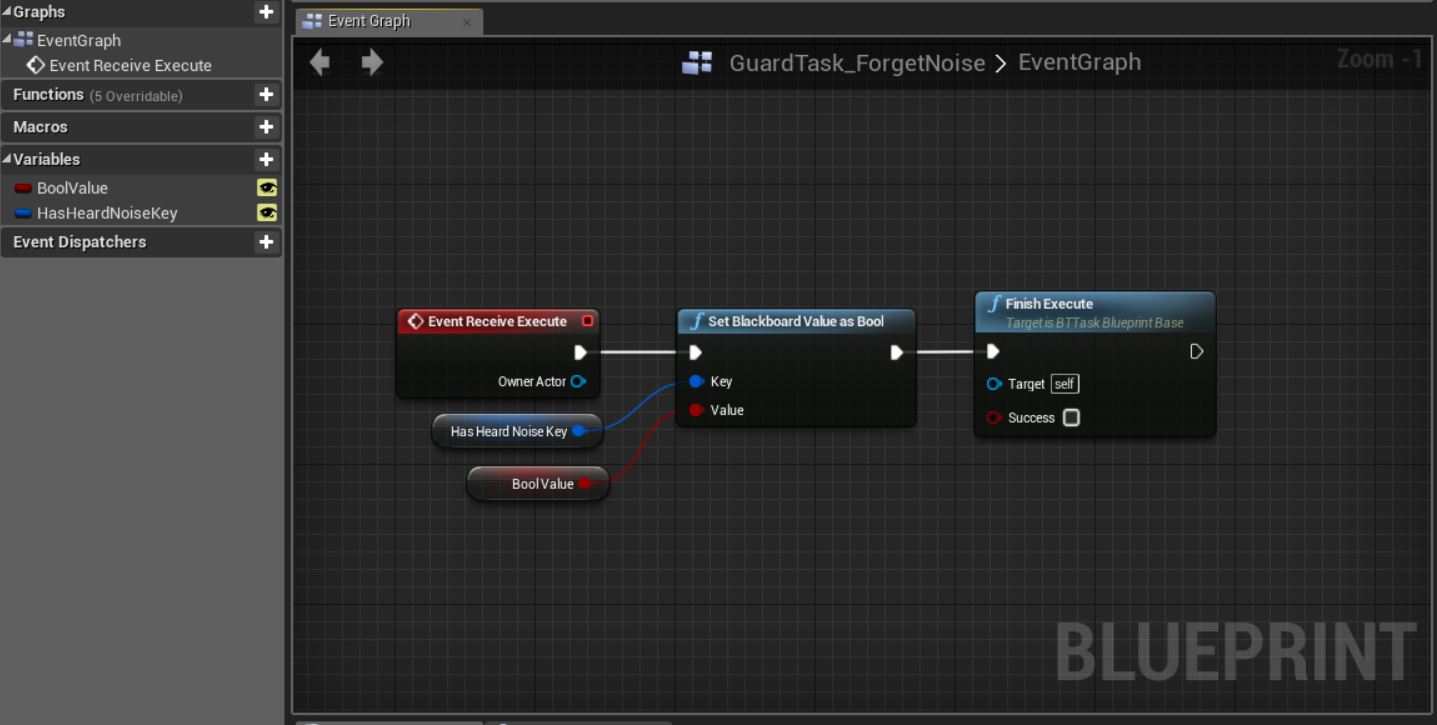 Graphs
EventGraph
Event Receive Execute
Functions (5 Overridable)
Macros
Variables
BoolValue
HasHeardNoiseKey
Event Dispatchers
Event Graph
GuardTask_ForgetNoise > EventGraph
Zoom -1
Event Receive Execute
Owner Actor
Has Heard Noise Key
Bool Value
Set Blackboard Value as Bool
Key
Value
Finish Execute
Target is BTTask Blueprint Base
Target self
Success
BLUEPRINT